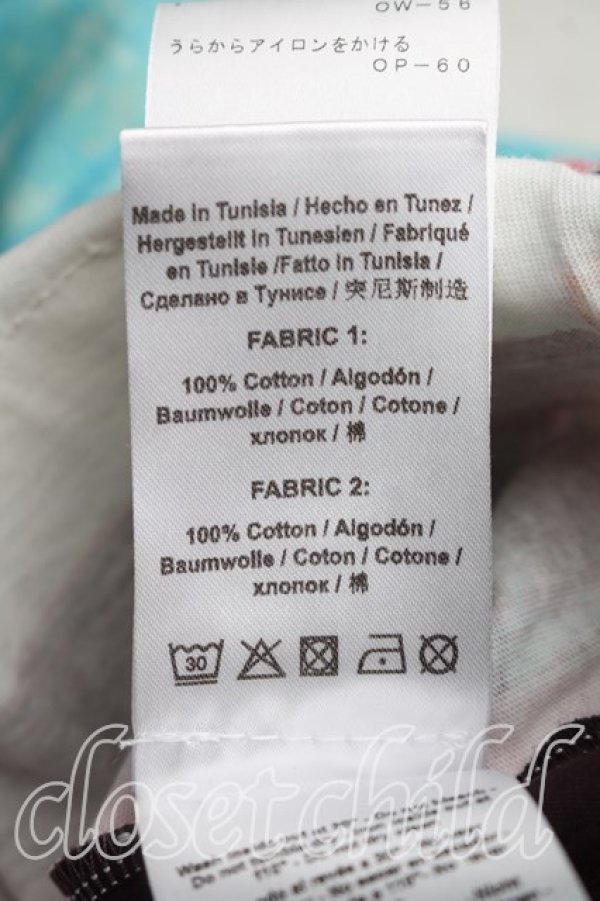 OW-56
うらからアイロンをかける
OP-60
Made in Tunisia / Hecho en Tunez /
Hergestellt in Tunesien / Fabriqué
en Tunisie /Fatto in Tunisia /
Сделано в Тунисе / 突尼斯制造
FABRIC 1:
100% Cotton / Algodón /
Baumwolle / Coton / Cotone /
хлопок / 棉
FABRIC 2:
100% Cotton / Algodón /
Baumwolle / Coton / Cotone /
хлопок / 棉
30
closetchild